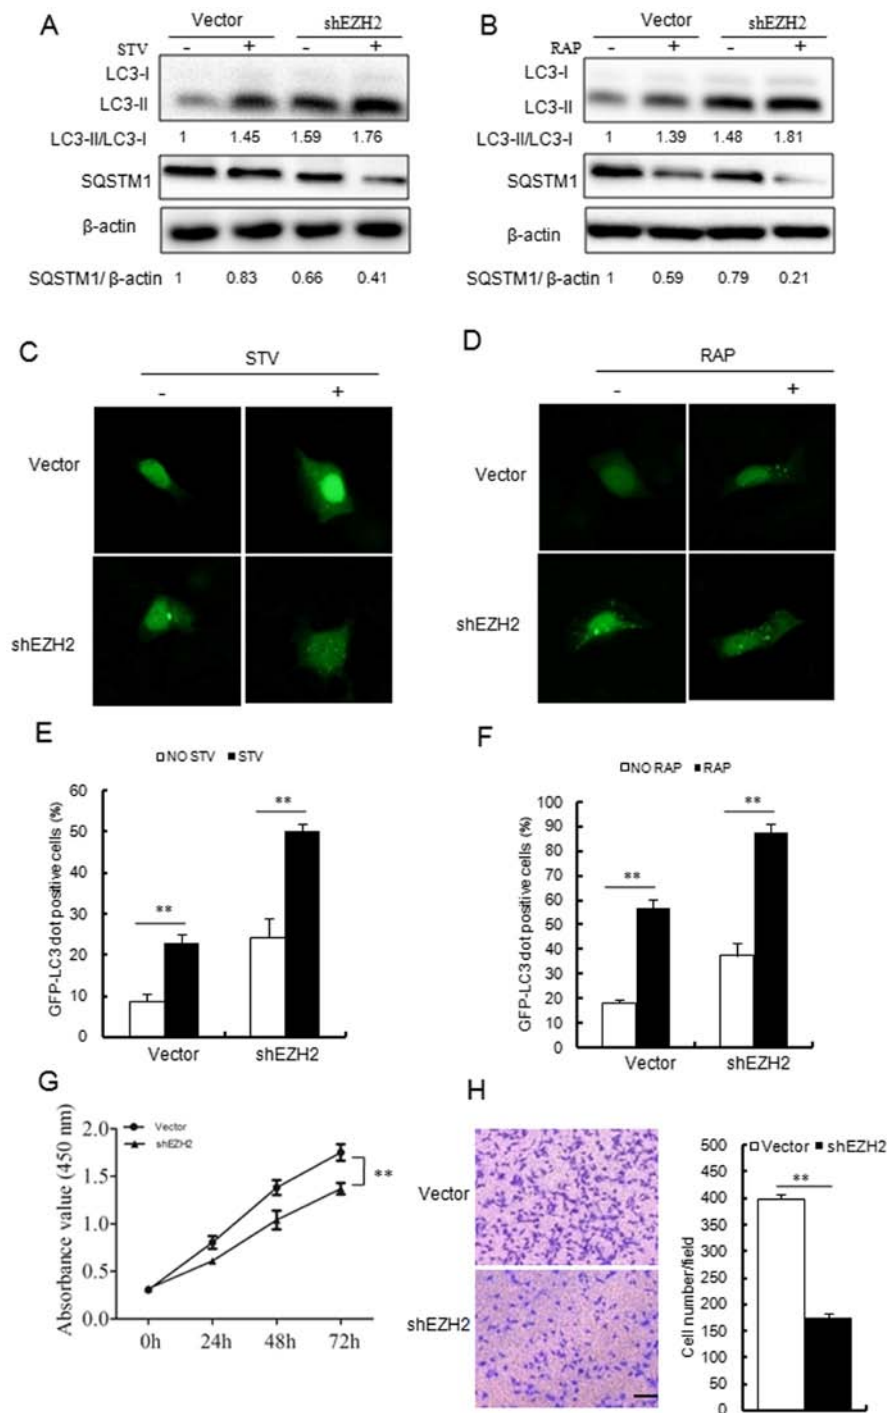 A
Vector shEZH2
STV - + - +
LC3-I
LC3-II
LC3-II/LC3-I 1 1.45 1.59 1.76
SQSTM1
β-actin
SQSTM1/ β-actin 1 0.83 0.66 0.41
B
Vector shEZH2
RAP - + - +
LC3-I
LC3-II
LC3-II/LC3-I 1 1.39 1.48 1.81
SQSTM1
β-actin
SQSTM1/ β-actin 1 0.59 0.79 0.21
C
STV
- +
Vector
shEZH2
D
RAP
- +
Vector
shEZH2
E
NO STV STV
GFP-LC3 dot positive cells (%)
60
50
40
30
20
10
0
**
**
Vector shEZH2
F
NO RAP RAP
GFP-LC3 dot positive cells (%)
100
90
80
70
60
50
40
30
20
10
0
**
**
Vector shEZH2
G
Vector
shEZH2
Absorbance value (450 nm)
2.0
1.5
1.0
0.5
0.0
**
0h 24h 48h 72h
H
Vector
shEZH2
Vector shEZH2
Cell number/field
500
450
400
350
300
250
200
150
100
50
0
**